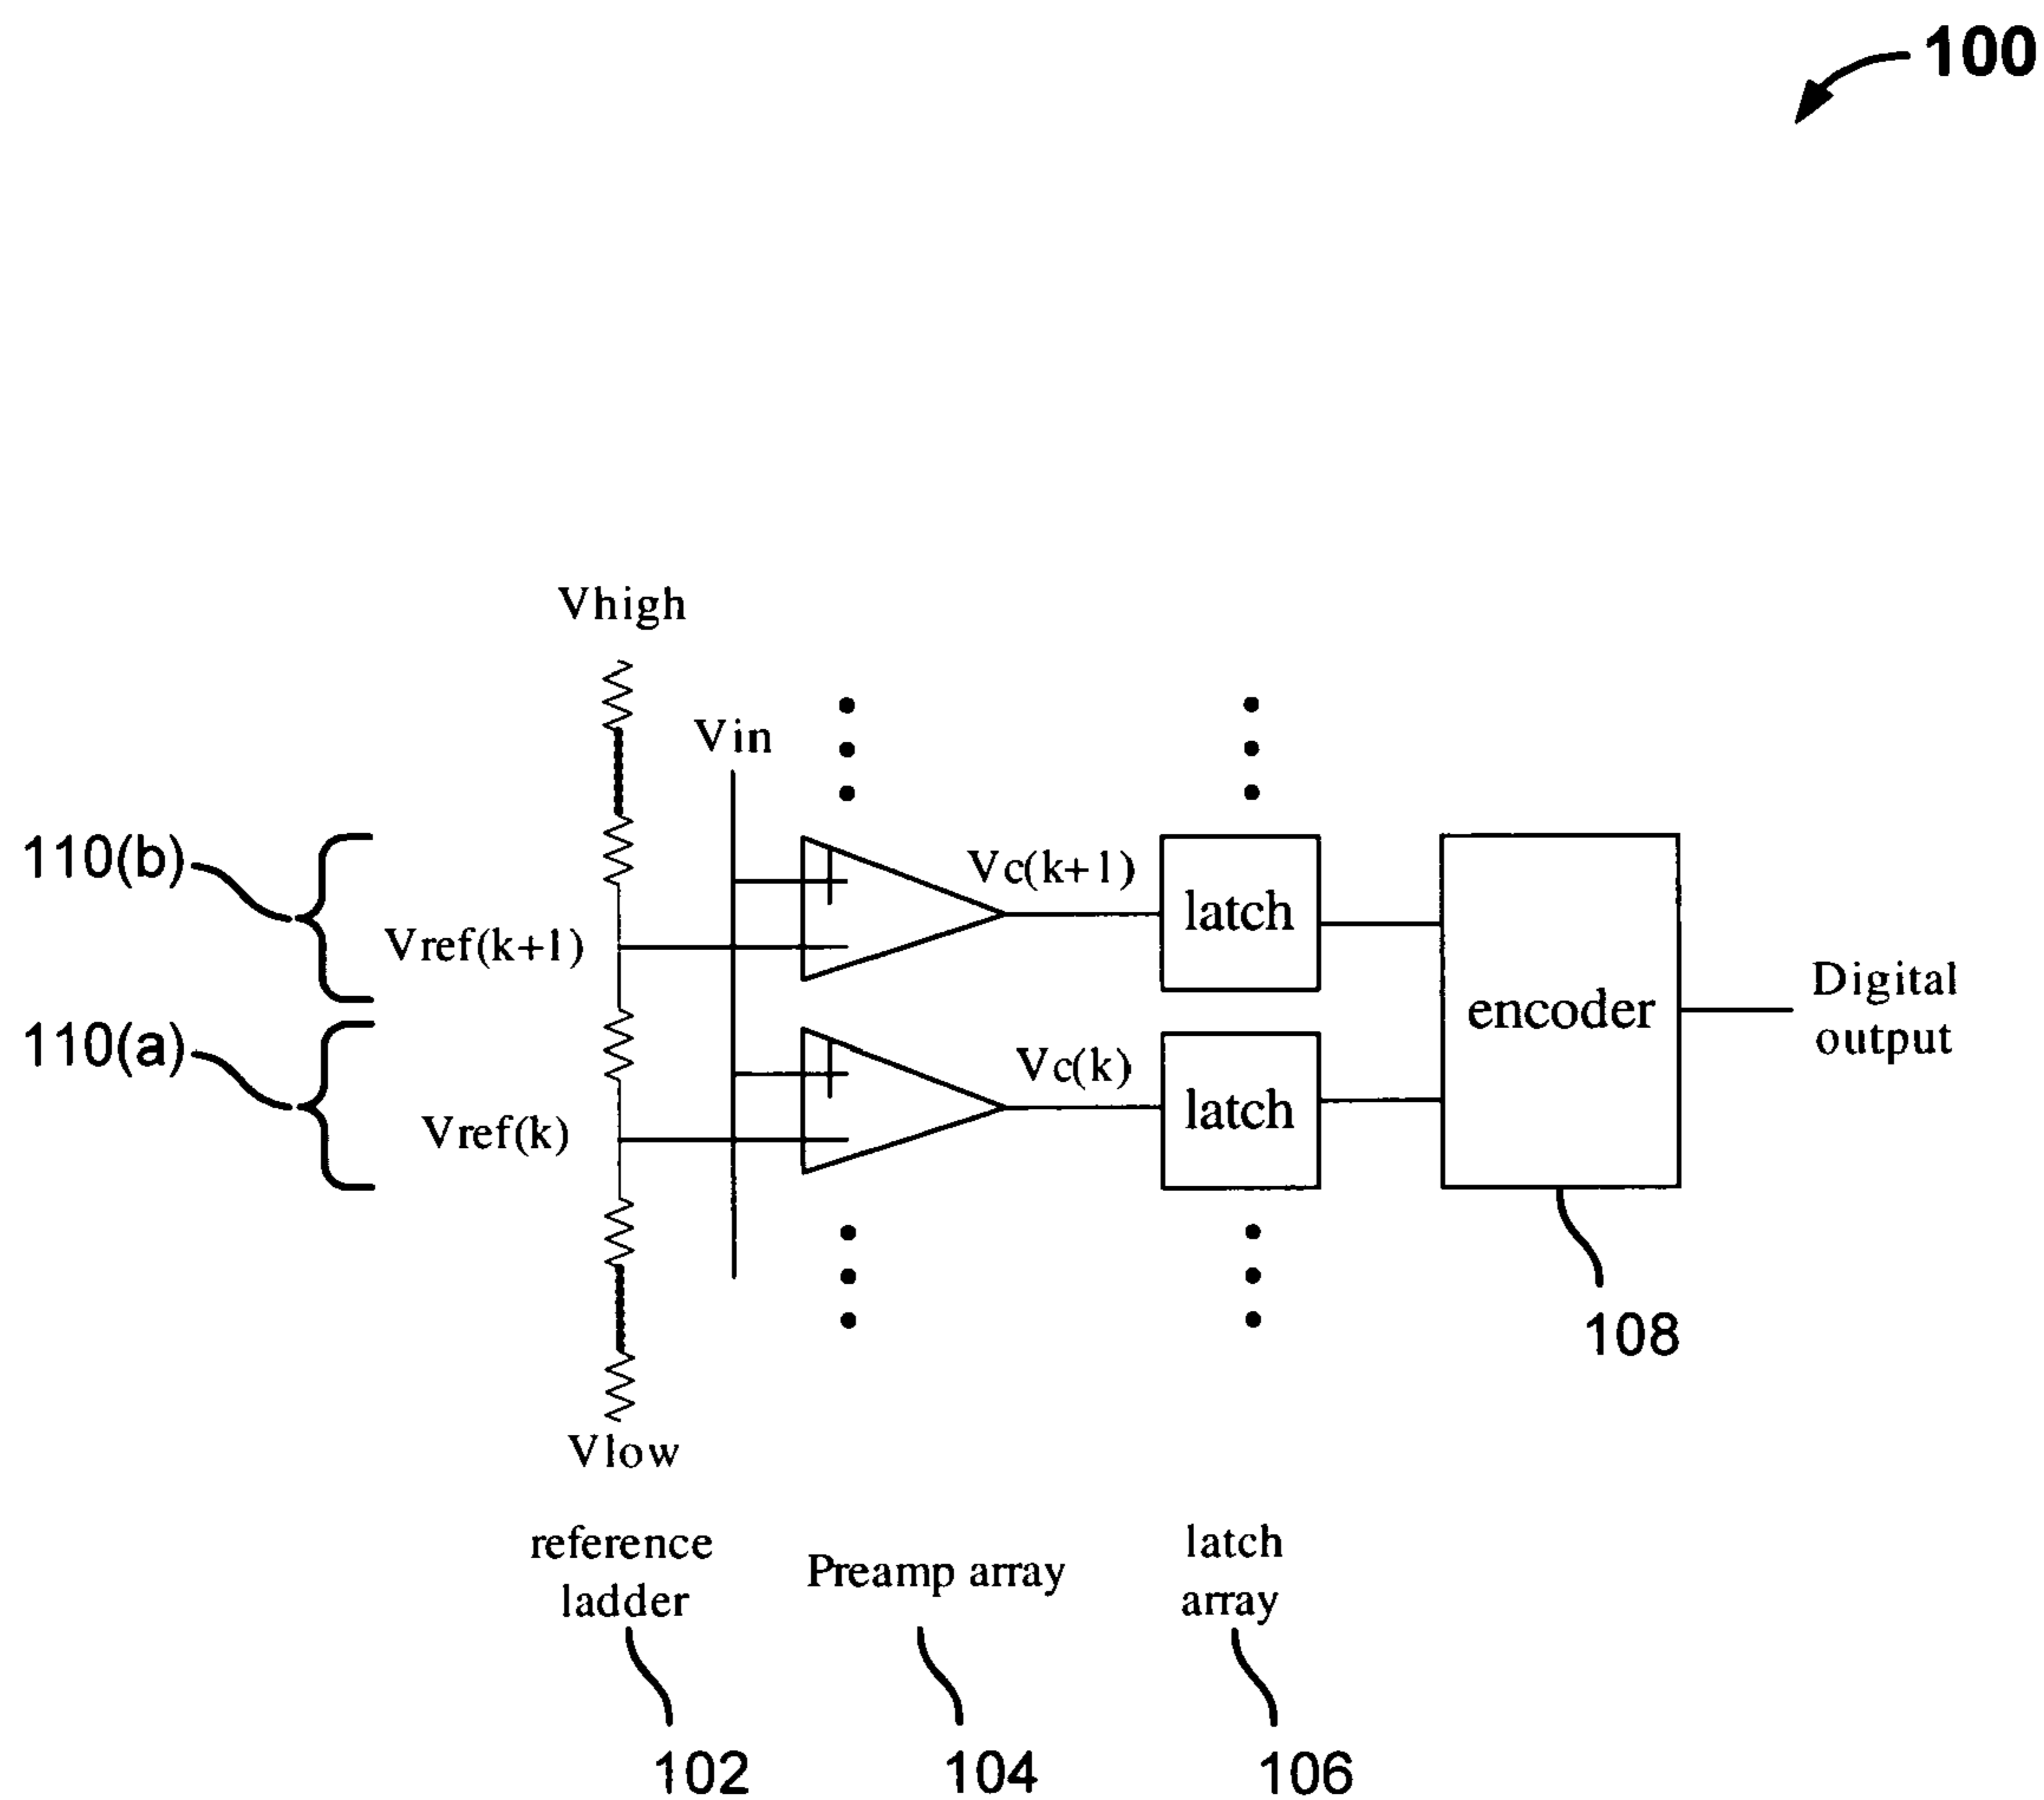 100
Vhigh
Vin
110(b)
Vc(k+1)
latch
Vref(k+1)
encoder
Digital
output
110(a)
Vc(k)
latch
Vref(k)
108
Vlow
reference
ladder
Preamp array
latch
array
102
104
106